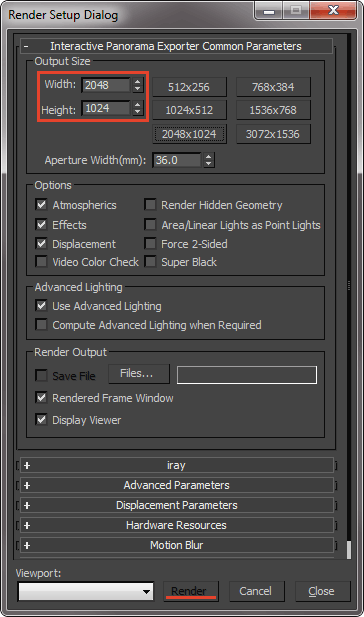 Render Setup Dialog
- Interactive Panorama Exporter Common Parameters
Output Size
Width: 2048 512x256 768x384
Height: 1024 1024x512 1536x768
2048x1024 3072x1536
Aperture Width(mm): 36.0
Options
Atmospherics Render Hidden Geometry
Effects Area/Linear Lights as Point Lights
Displacement Force 2-Sided
Video Color Check Super Black
Advanced Lighting
Use Advanced Lighting
Compute Advanced Lighting when Required
Render Output
Save File Files...
Rendered Frame Window
Display Viewer
+ iray
+ Advanced Parameters
+ Displacement Parameters
+ Hardware Resources
+ Motion Blur
Viewport:
Render Cancel Close